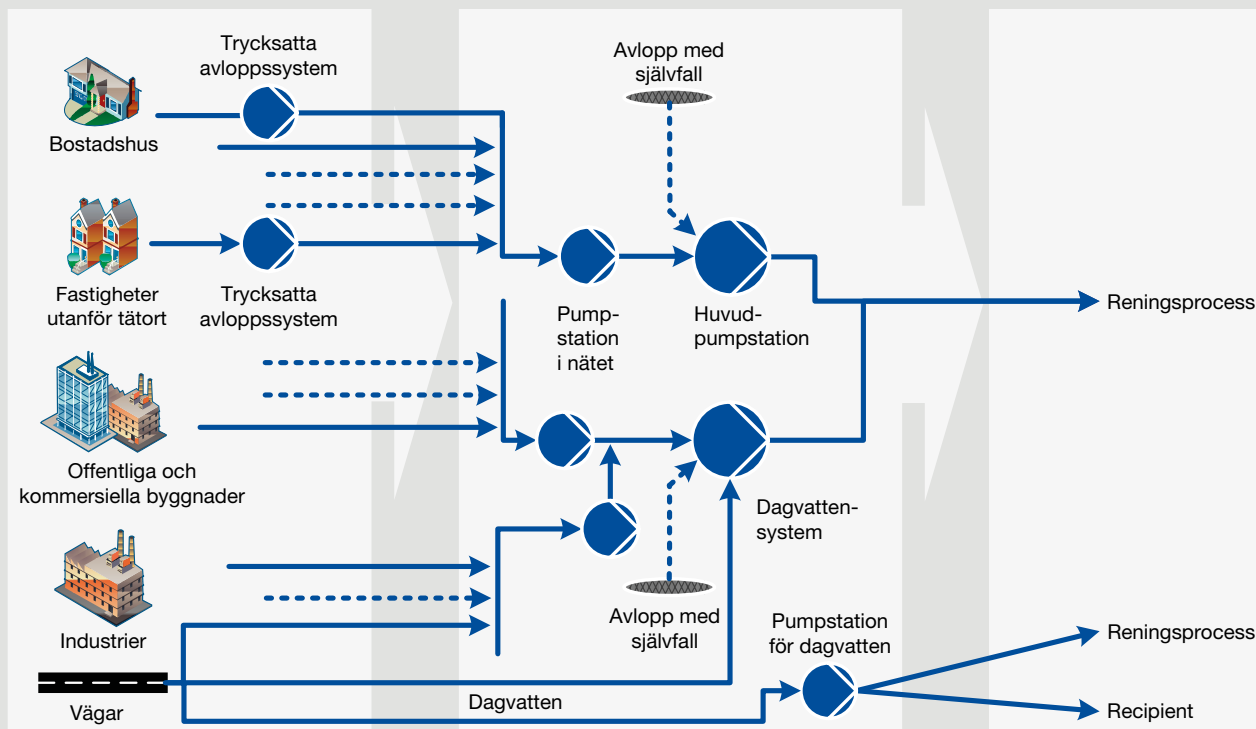 Trycksatta
avloppssystem
Bostadshus
Fastigheter
utanför tätort
Trycksatta
avloppssystem
Offentliga och
kommersiella byggnader
Industrier
Vägar
Avlopp med
självfall
Pump-
station
i nätet
Huvud-
pumpstation
Dagvatten-
system
Avlopp med
självfall
Pumpstation
för dagvatten
Dagvatten
Reningsprocess
Reningsprocess
Recipient